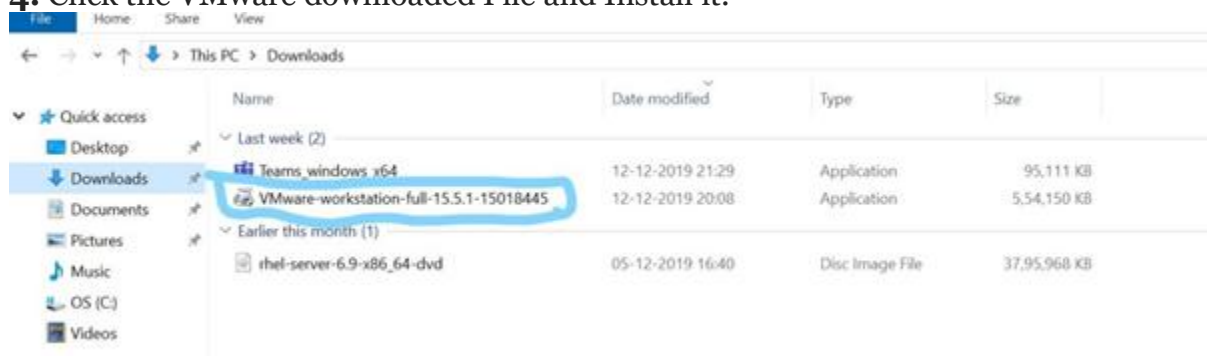 4. Click the VMware downloaded File and Install it.
File Home Share View
This PC > Downloads
Name Date modified Type Size
Quick access
Last week (2)
Desktop
Teams_windows_x64 12-12-2019 21:29 Application 95,111 KB
Downloads
VMware-workstation-full-15.5.1-15018445 12-12-2019 20:08 Application 5,54,150 KB
Documents
Earlier this month (1)
Pictures
rhel-server-6.9-x86_64-dvd 05-12-2019 16:40 Disc Image File 37,95,968 KB
Music
OS (C:)
Videos